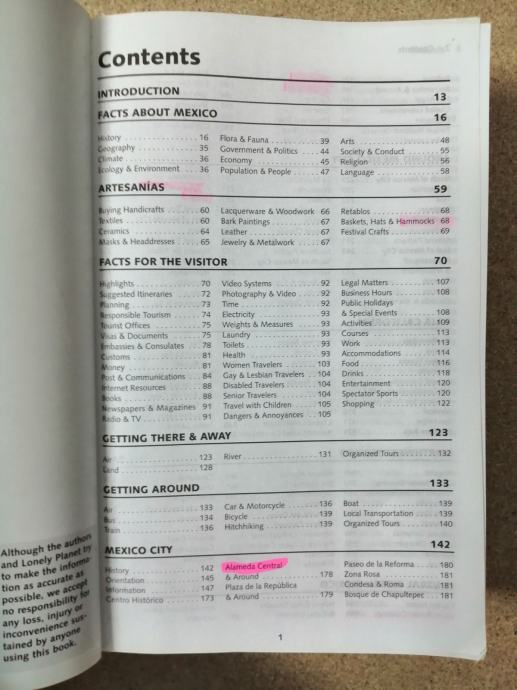 Contents
INTRODUCTION 13
FACTS ABOUT MEXICO 16
History 16
Geography 35
Climate 36
Ecology & Environment 36
Flora & Fauna 39
Government & Politics 44
Economy 45
Population & People 47
Arts 48
Society & Conduct 55
Religion 56
Language 58
ARTESANÍAS 59
Buying Handicrafts 60
Textiles 60
Ceramics 64
Masks & Headdresses 65
Lacquerware & Woodwork 66
Bark Paintings 67
Leather 67
Jewelry & Metalwork 67
Retablos 68
Baskets, Hats & Hammocks 68
Festival Crafts 69
FACTS FOR THE VISITOR 70
Highlights 70
Suggested Itineraries 72
Planning 73
Responsible Tourism 74
Tourist Offices 75
Visas & Documents 75
Embassies & Consulates 78
Customs 81
Money 81
Post & Communications 84
Internet Resources 88
Books 88
Newspapers & Magazines 91
Radio & TV 91
Video Systems 92
Photography & Video 92
Time 92
Electricity 93
Weights & Measures 93
Laundry 93
Toilets 93
Health 93
Women Travelers 103
Gay & Lesbian Travelers 104
Disabled Travelers 104
Senior Travelers 104
Travel with Children 105
Dangers & Annoyances 105
Legal Matters 107
Business Hours 108
Public Holidays
& Special Events 108
Activities 109
Courses 113
Work 113
Accommodations 114
Food 116
Drinks 118
Entertainment 120
Spectator Sports 120
Shopping 122
GETTING THERE & AWAY 123
Air 123
Land 128
River 131
Organized Tours 132
GETTING AROUND 133
Air 133
Bus 134
Train 136
Car & Motorcycle 136
Bicycle 139
Hitchhiking 139
Boat 139
Local Transportation 139
Organized Tours 140
MEXICO CITY 142
History 142
Orientation 145
Information 147
Centro Histórico 173
Alameda Central
& Around 178
Plaza de la República
& Around 179
Paseo de la Reforma 180
Zona Rosa 181
Condesa & Roma 181
Bosque de Chapultepec 181
1
Although the authors
and Lonely Planet try
to make the informa-
tion as accurate as
possible, we accept
no responsibility for
any loss, injury or
inconvenience sus-
tained by anyone
using this book.